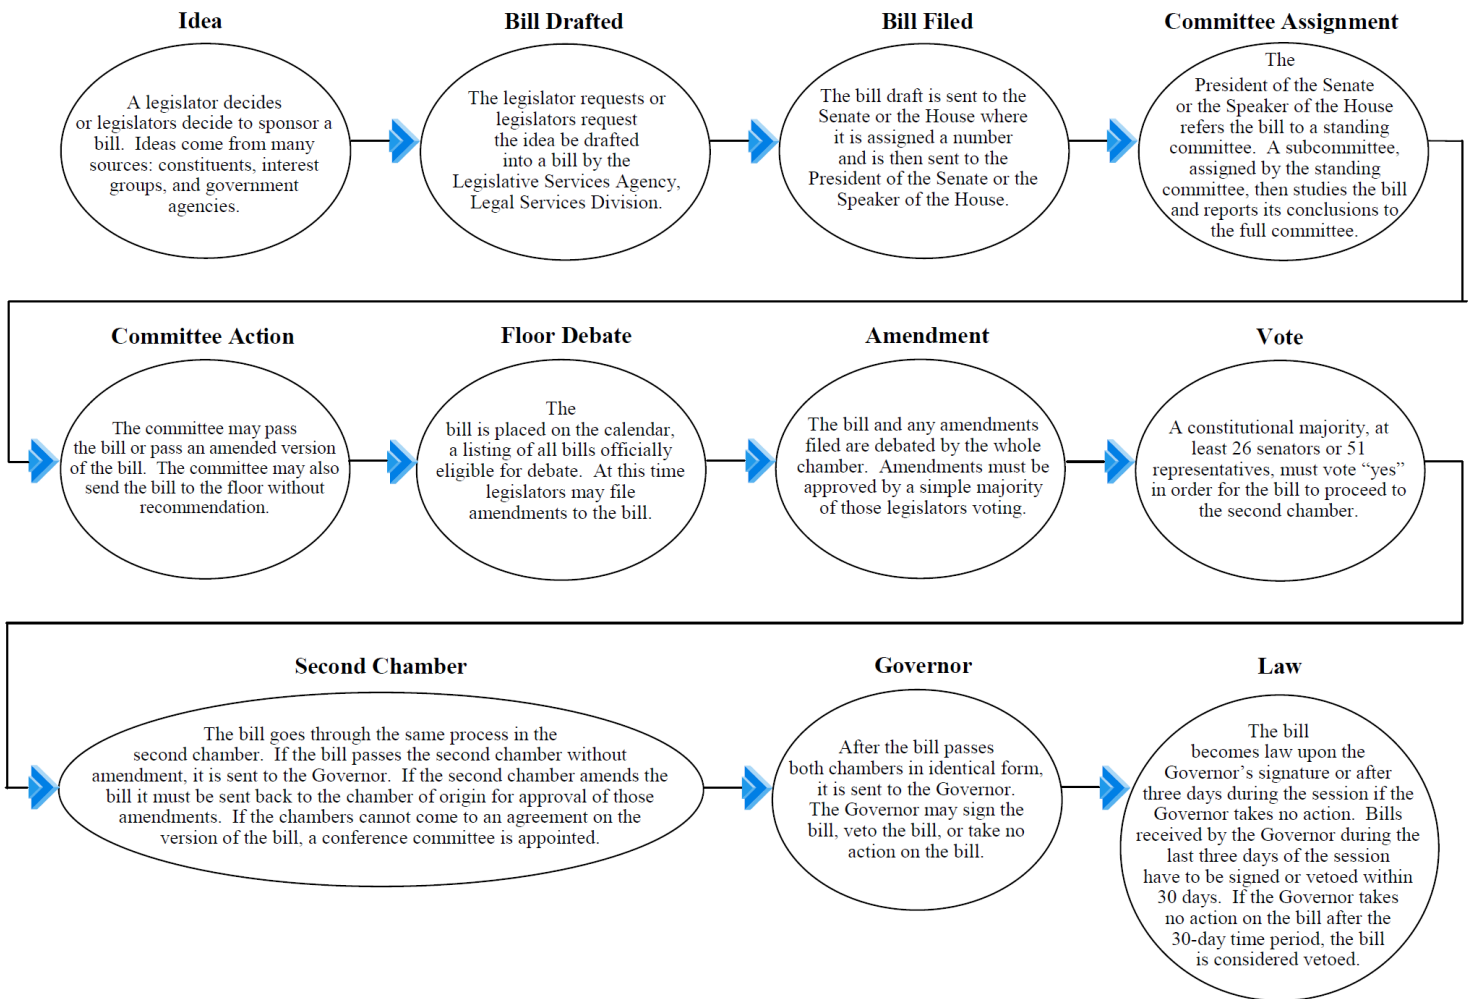 Idea
A legislator decides
or legislators decide to sponsor a
bill. Ideas come from many
sources: constituents, interest
groups, and government
agencies.
Bill Drafted
The legislator requests or
legislators request
the idea be drafted
into a bill by the
Legislative Services Agency,
Legal Services Division.
Bill Filed
The bill draft is sent to the
Senate or the House where
it is assigned a number
and is then sent to the
President of the Senate or the
Speaker of the House.
Committee Assignment
The
President of the Senate
or the Speaker of the House
refers the bill to a standing
committee. A subcommittee,
assigned by the standing
committee, then studies the bill
and reports its conclusions to
the full committee.
Committee Action
The committee may pass
the bill or pass an amended version
of the bill. The committee may also
send the bill to the floor without
recommendation.
Floor Debate
The
bill is placed on the calendar,
a listing of all bills officially
eligible for debate. At this time
legislators may file
amendments to the bill.
Amendment
The bill and any amendments
filed are debated by the whole
chamber. Amendments must be
approved by a simple majority
of those legislators voting.
Vote
A constitutional majority, at
least 26 senators or 51
representatives, must vote “yes”
in order for the bill to proceed to
the second chamber.
Second Chamber
The bill goes through the same process in the
second chamber. If the bill passes the second chamber without
amendment, it is sent to the Governor. If the second chamber amends the
bill it must be sent back to the chamber of origin for approval of those
amendments. If the chambers cannot come to an agreement on the
version of the bill, a conference committee is appointed.
Governor
After the bill passes
both chambers in identical form,
it is sent to the Governor.
The Governor may sign the
bill, veto the bill, or take no
action on the bill.
Law
The bill
becomes law upon the
Governor’s signature or after
three days during the session if the
Governor takes no action. Bills
received by the Governor during the
last three days of the session
have to be signed or vetoed within
30 days. If the Governor takes
no action on the bill after the
30-day time period, the bill
is considered vetoed.